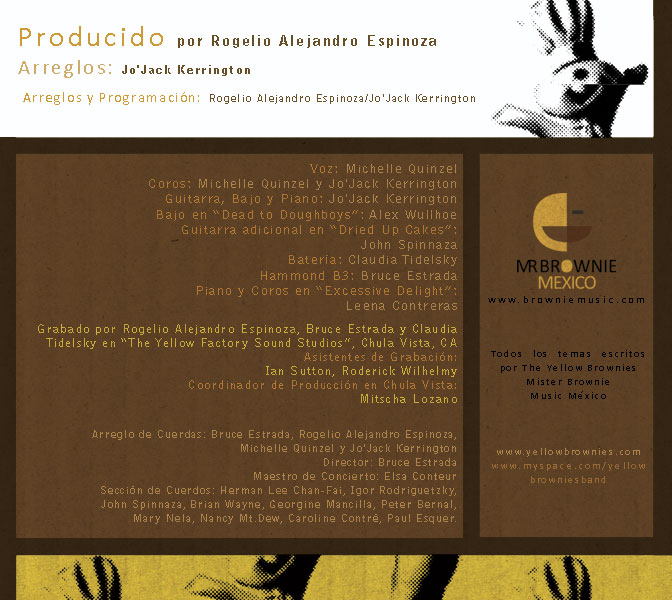 Producido por Rogelio Alejandro Espinoza
Arreglos: Jo'Jack Kerrington
Arreglos y Programación: Rogelio Alejandro Espinoza/Jo'Jack Kerrington
Voz: Michelle Quinzel
Coros: Michelle Quinzel y Jo'Jack Kerrington
Guitarra, Bajo y Piano: Jo'Jack Kerrington
Bajo en “Dead to Doughboys”: Alex Wullhoe
Guitarra adicional en “Dried Up Cakes”:
John Spinnaza
Batería: Claudia Tidelsky
Hammond B3: Bruce Estrada
Piano y Coros en “Excessive Delight”:
Leena Contreras
Grabado por Rogelio Alejandro Espinoza, Bruce Estrada y Claudia
Tidelsky en “The Yellow Factory Sound Studios”, Chula Vista, CA
Asistentes de Grabación:
Ian Sutton, Roderick Wilhelmy
Coordinador de Producción en Chula Vista:
Mitscha Lozano
Arreglo de Cuerdas: Bruce Estrada, Rogelio Alejandro Espinoza,
Michelle Quinzel y Jo'Jack Kerrington
Director: Bruce Estrada
Maestro de Concierto: Elsa Conteur
Sección de Cuerdos: Herman Lee Chan-Fai, Igor Rodriguetzky,
John Spinnaza, Brian Wayne, Georgine Mancilla, Peter Bernal,
Mary Nela, Nancy Mt.Dew, Caroline Contrê, Paul Esquer.
MR BROWNIE
MEXICO
www.browniemusic.com
Todos los temas escritos
por The Yellow Brownies
Mister Brownie
Music México
www.yellowbrownies.com
www.myspace.com/yellow
browniesband